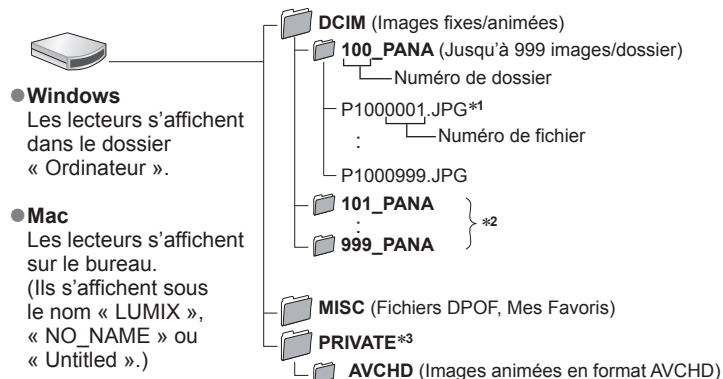 ●Windows
Les lecteurs s'affichent
dans le dossier
« Ordinateur ».
●Mac
Les lecteurs s'affichent
sur le bureau.
(Ils s'affichent sous
le nom « LUMIX »,
« NO_NAME » ou
« Untitled ».)
DCIM (Images fixes/animées)
100_PANA (Jusqu'à 999 images/dossier)
Numéro de dossier
P1000001.JPG*1
Numéro de fichier
:
P1000999.JPG
101_PANA
:
999_PANA
*2
MISC (Fichiers DPOF, Mes Favoris)
PRIVATE*3
AVCHD (Images animées en format AVCHD)